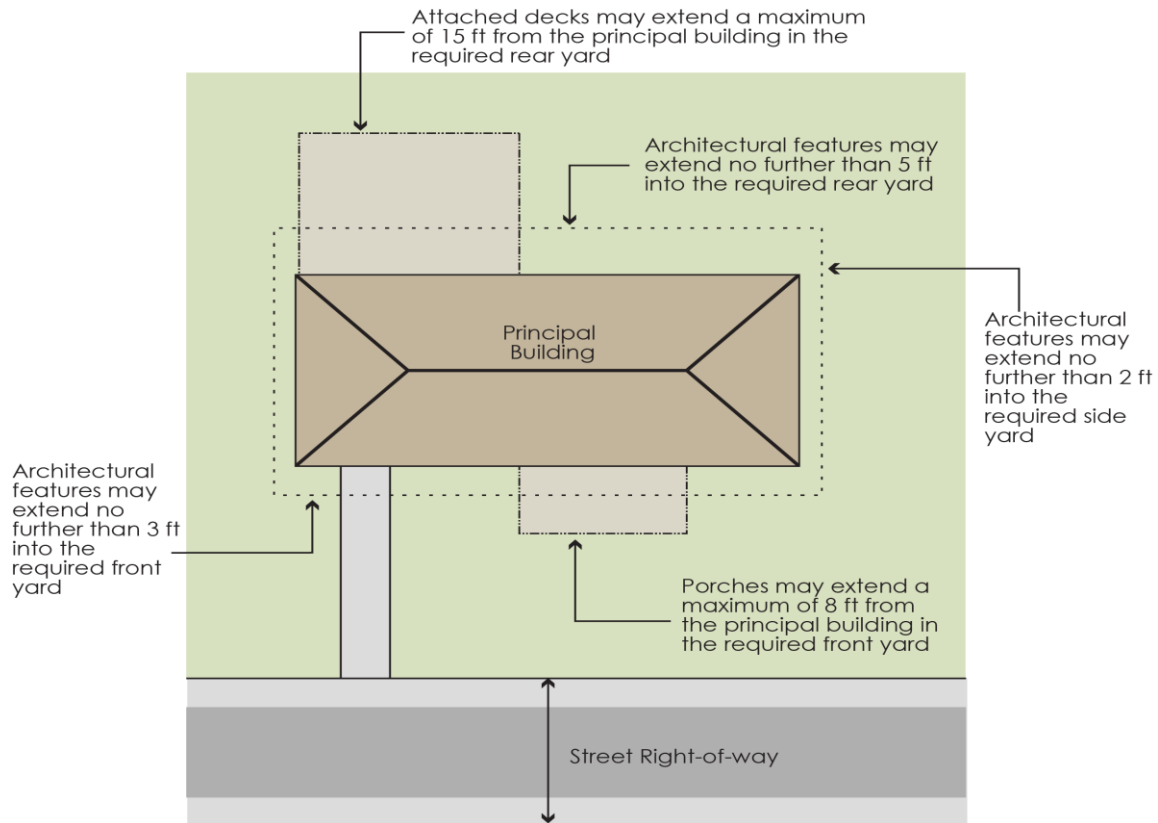 Attached decks may extend a maximum
of 15 ft from the principal building in the
required rear yard
Architectural features may
extend no further than 5 ft
into the required rear yard
Principal
Building
Architectural
features may
extend no
further than 2 ft
into the
required side
yard
Architectural
features may
extend no
further than 3 ft
into the
required front
yard
Porches may extend a
maximum of 8 ft from
the principal building in
the required front yard
Street Right-of-way